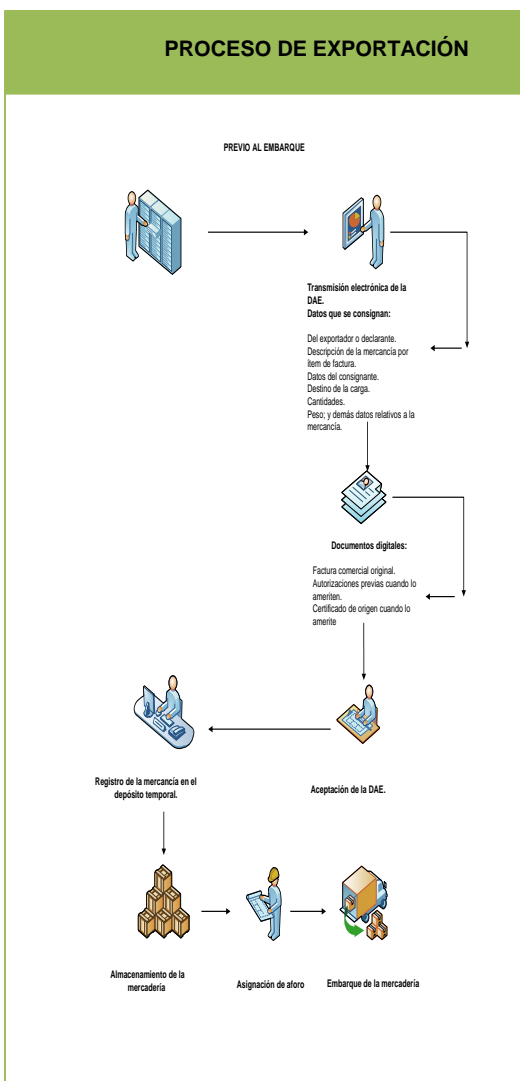 PROCESO DE EXPORTACIÓN
PREVIO AL EMBARQUE
Transmisión electrónica de la
DAE.
Datos que se consignan:
Del exportador o declarante.
Descripción de la mercancía por
ítem de factura.
Datos del consignante.
Destino de la carga.
Cantidades.
Peso; y demás datos relativos a la
mercancía.
Documentos digitales:
Factura comercial original.
Autorizaciones previas cuando lo
ameriten.
Certificado de origen cuando lo
amerite
Registro de la mercancía en el
depósito temporal.
Aceptación de la DAE.
Almacenamiento de la
mercadería
Asignación de aforo
Embarque de la mercadería